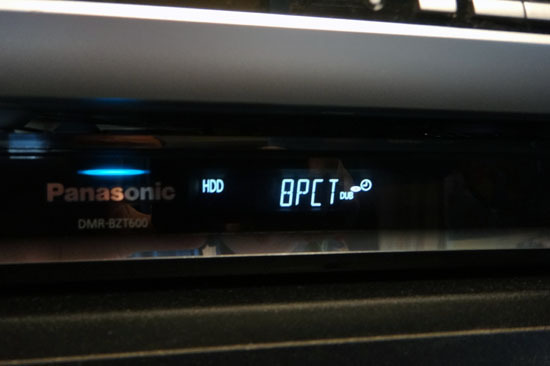 Panasonic HDD 8PCT DUB
DMR-BZT600